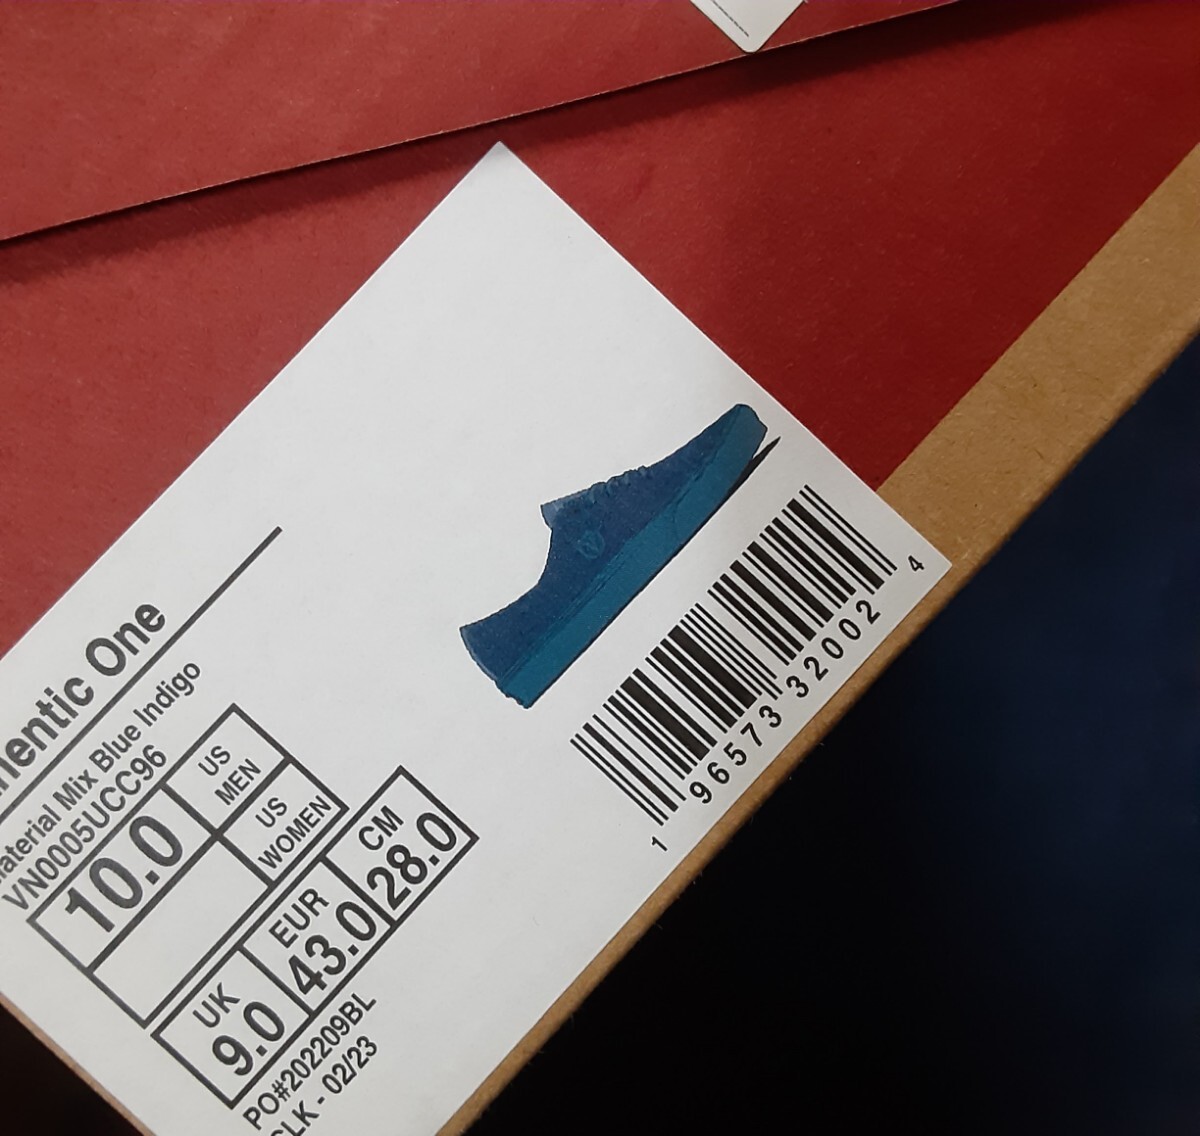 hentic One
aterial Mix Blue Indigo
VN0005UCC96
10.0 US MEN
US WOMEN
UK EUR CM
9.0 43.0 28.0
PO#202209BL
LK - 02/23
1 96573 32002 4